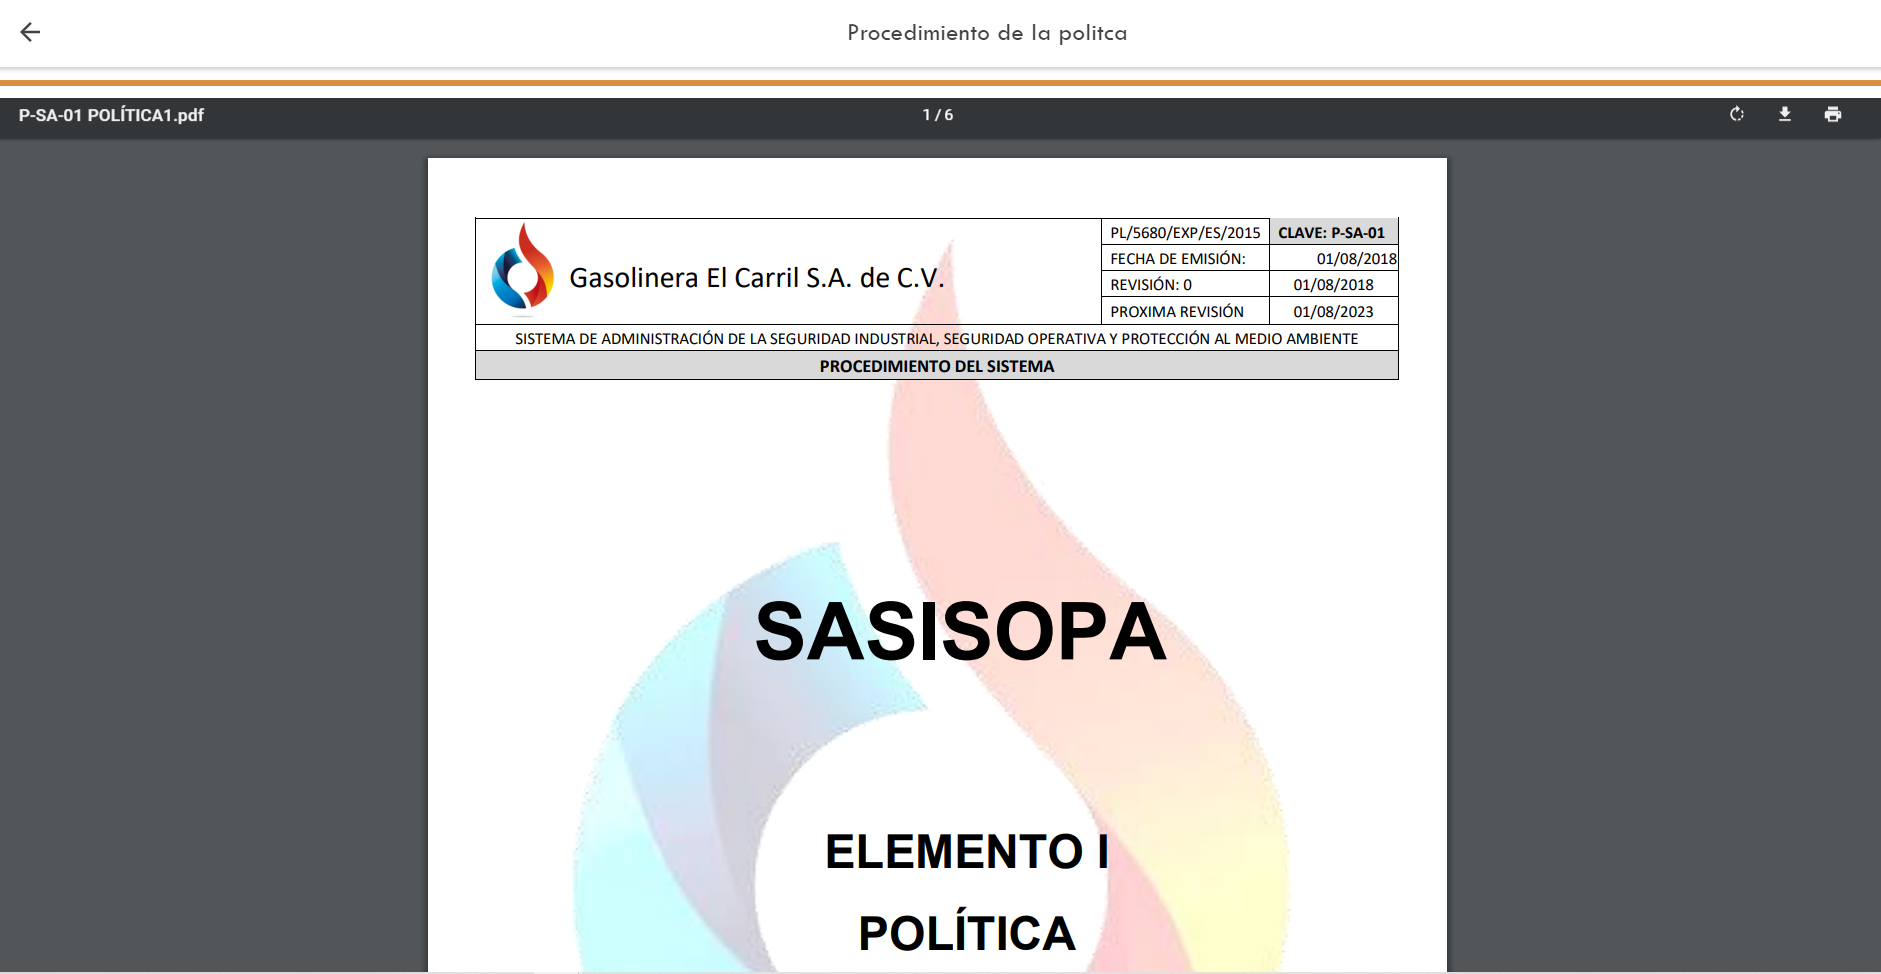 Procedimiento de la politca
P-SA-01 POLÍTICA1.pdf
1 / 6
Gasolinera El Carril S.A. de C.V.
PL/5680/EXP/ES/2015 CLAVE: P-SA-01
FECHA DE EMISIÓN: 01/08/2018
REVISIÓN: 0 01/08/2018
PROXIMA REVISIÓN 01/08/2023
SISTEMA DE ADMINISTRACIÓN DE LA SEGURIDAD INDUSTRIAL, SEGURIDAD OPERATIVA Y PROTECCIÓN AL MEDIO AMBIENTE
PROCEDIMIENTO DEL SISTEMA
SASISOPA
ELEMENTO I
POLÍTICA